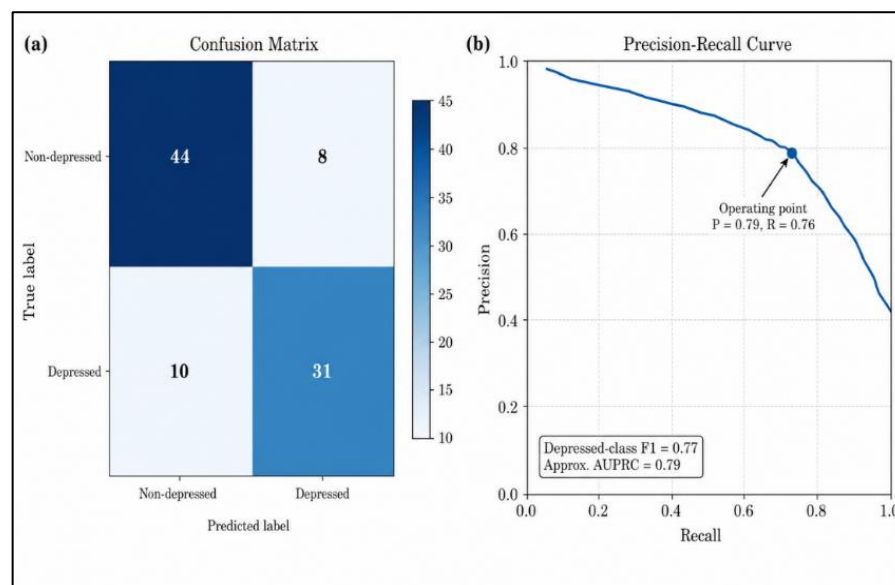 (a)
Confusion Matrix
True label
Non-depressed
Depressed
44
8
10
31
Non-depressed
Depressed
Predicted label
45
40
35
30
25
20
15
10
(b)
Precision-Recall Curve
Precision
1.0
0.8
0.6
0.4
0.2
0.0
Operating point
P = 0.79, R = 0.76
Depressed-class F1 = 0.77
Approx. AUPRC = 0.79
0.0
0.2
0.4
0.6
0.8
1.0
Recall